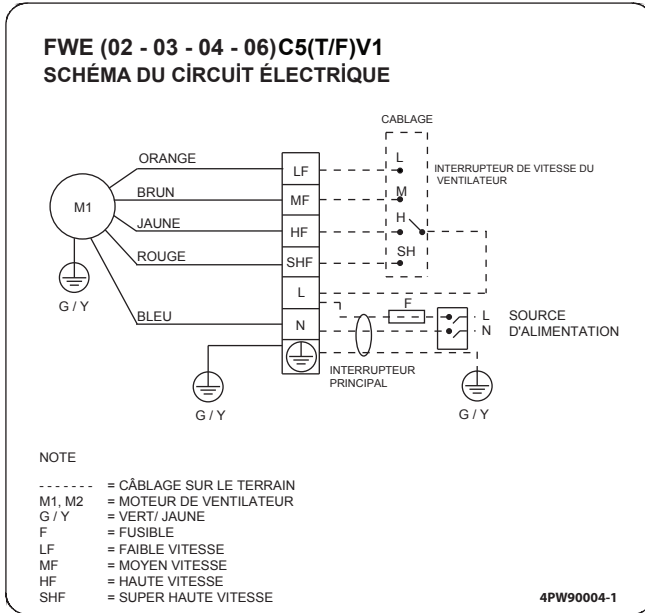 FWE (02 - 03 - 04 - 06)C5(T/F)V1
SCHÉMA DU CİRCUİT ÉLECTRİQUE
CABLAGE
ORANGE
BRUN
JAUNE
ROUGE
BLEU
M1
G / Y
LF
MF
HF
SHF
L
N
L
M
H
SH
INTERRUPTEUR DE VITESSE DU
VENTILATEUR
F
L
N
SOURCE
D'ALIMENTATION
INTERRUPTEUR
PRINCIPAL
G / Y
G / Y
NOTE
- - - - - - - = CÂBLAGE SUR LE TERRAIN
M1, M2 = MOTEUR DE VENTILATEUR
G / Y = VERT/ JAUNE
F = FUSIBLE
LF = FAIBLE VITESSE
MF = MOYEN VITESSE
HF = HAUTE VITESSE
SHF = SUPER HAUTE VITESSE
4PW90004-1